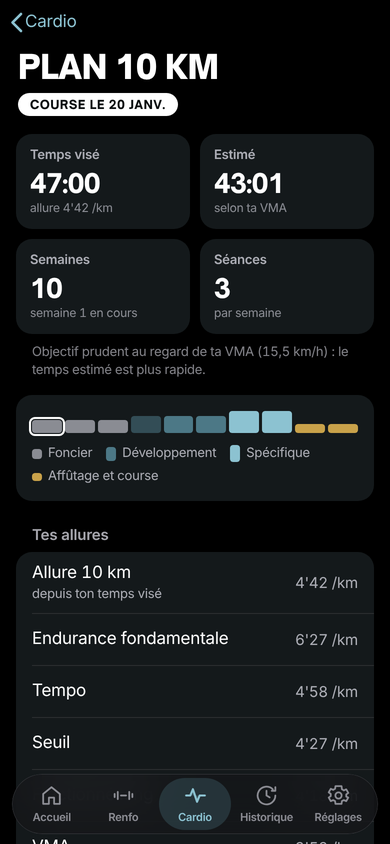 Cardio
PLAN 10 KM
COURSE LE 20 JANV.
Temps visé
47:00
allure 4'42 /km
Estimé
43:01
selon ta VMA
Semaines
10
semaine 1 en cours
Séances
3
par semaine
Objectif prudent au regard de ta VMA (15,5 km/h) : le
temps estimé est plus rapide.
Foncier
Développement
Spécifique
Affûtage et course
Tes allures
Allure 10 km
depuis ton temps visé
4'42 /km
Endurance fondamentale
6'27 /km
Tempo
4'58 /km
Seuil
4'27 /km
Accueil
Renfo
Cardio
Historique
Réglages
VMA